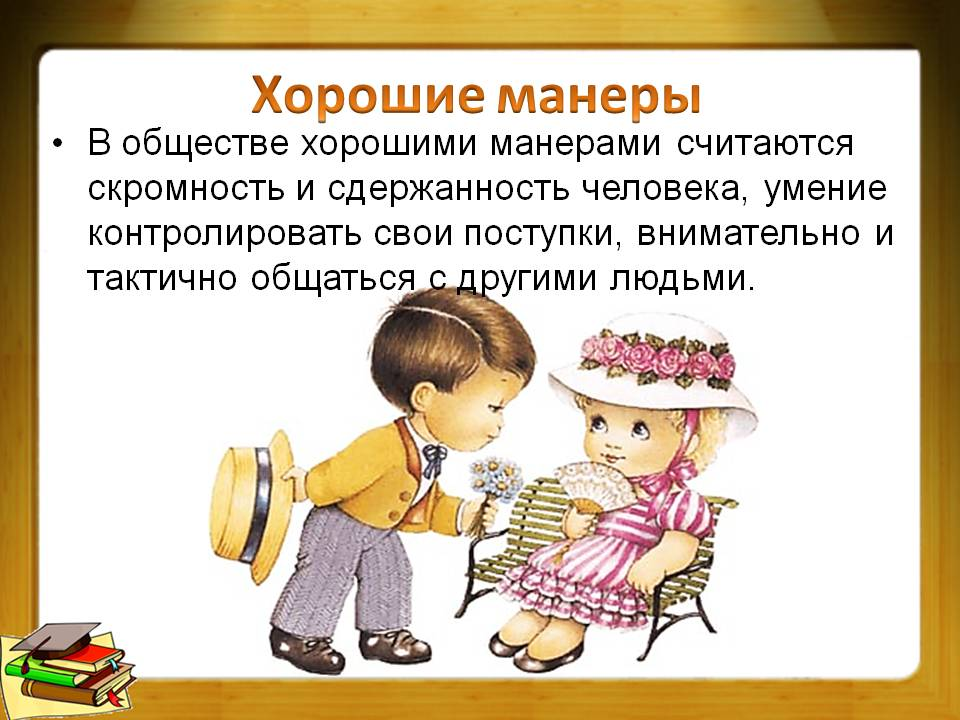 Хорошие манеры
• В обществе хорошими манерами считаются
скромность и сдержанность человека, умение
контролировать свои поступки, внимательно и
тактично общаться с другими людьми.